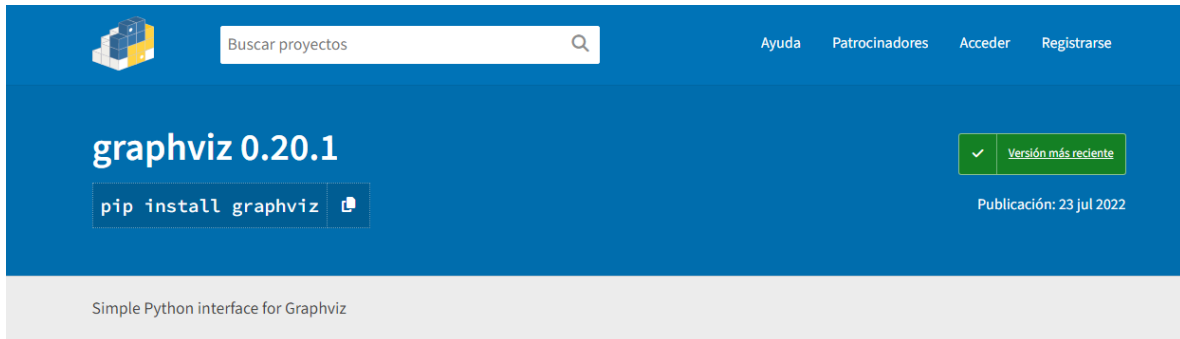 Buscar proyectos
Ayuda Patrocinadores Acceder Registrarse
graphviz 0.20.1
Versión más reciente
pip install graphviz
Publicación: 23 jul 2022
Simple Python interface for Graphviz